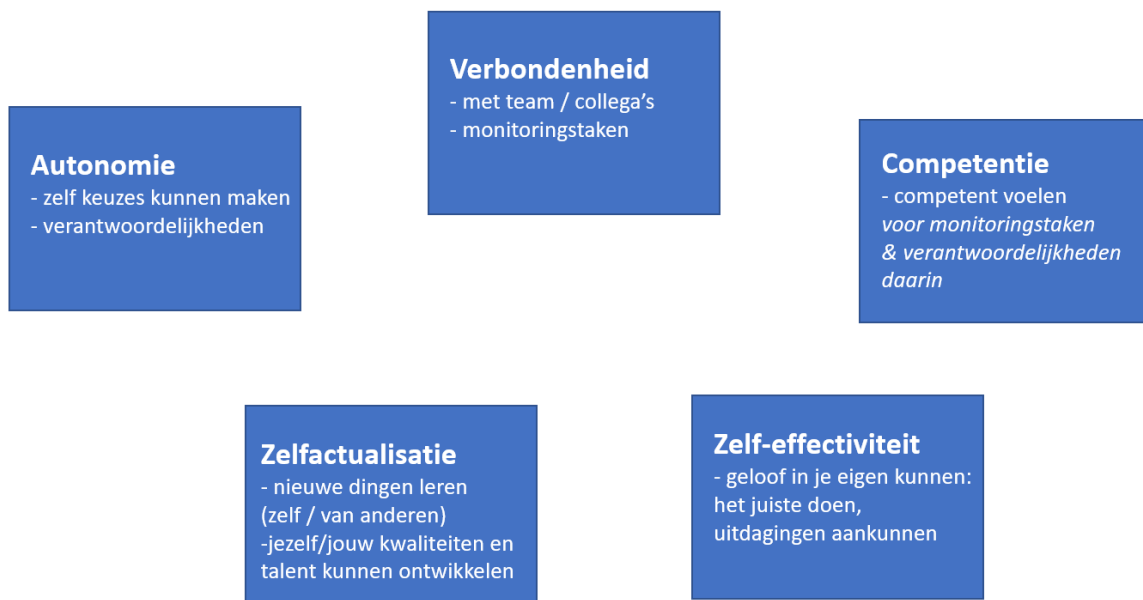 Verbondenheid
- met team / collega’s
- monitoringstaken
Autonomie
- zelf keuzes kunnen maken
- verantwoordelijkheden
Competentie
- competent voelen
voor monitoringstaken
& verantwoordelijkheden
daarin
Zelfactualisatie
- nieuwe dingen leren
(zelf / van anderen)
-jezelf/jouw kwaliteiten en
talent kunnen ontwikkelen
Zelf-effectiviteit
- geloof in je eigen kunnen:
het juiste doen,
uitdagingen aankunnen